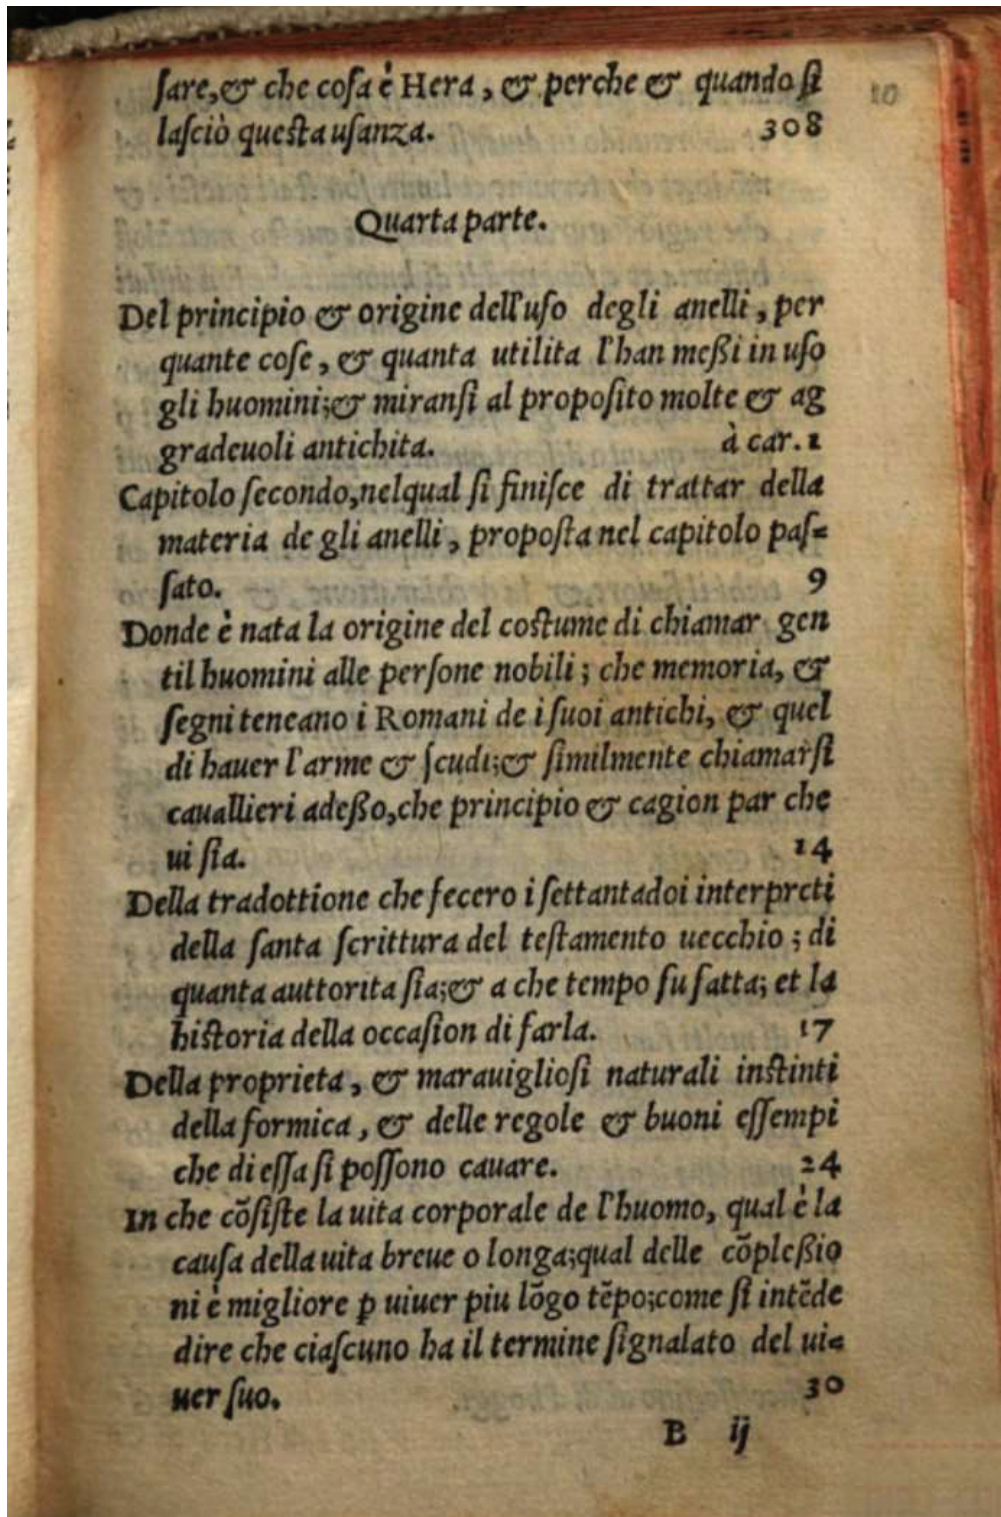 ſare,& che coſa è Hera, & perche & quando ſi
laſciò queſta uſanza. 308
10
Quarta parte.
Del principio & origine dell'uſo degli anelli, per
quante coſe, & quanta utilita l'han meßi in uſo
gli huomini;& miranſi al propoſito molte & ag
gradeuoli antichita. à car. 1
Capitolo ſecondo,nelqual ſi finiſce di trattar della
materia de gli anelli, propoſta nel capitolo paſ-
ſato. 9
Donde è nata la origine del coſtume di chiamar gen
til huomini alle perſone nobili; che memoria, &
ſegni teneano i Romani de i ſuoi antichi, & quel
di hauer l'arme & ſcudi;& ſimilmente chiamarſi
cauallieri adeßo,che principio & cagion par che
ui ſia. 14
Della tradottione che fecero i ſettantadoi interpreti
della ſanta ſcrittura del teſtamento uecchio; di
quanta auttorita ſia;& a che tempo fu fatta; et la
hiſtoria della occaſion di farla. 17
Della proprieta, & marauiglioſi naturali inſtinti
della formica, & delle regole & buoni eſſempi
che di eſſa ſi poſſono cauare. 24
In che cõſiſte la uita corporale de l'huomo, qual è la
cauſa della uita breue o longa;qual delle cõpleßio
ni è migliore ꝑ uiuer piu lõgo tẽpo;come ſi intẽde
dire che ciaſcuno ha il termine ſignalato del ui-
uer ſuo. 30
B ij